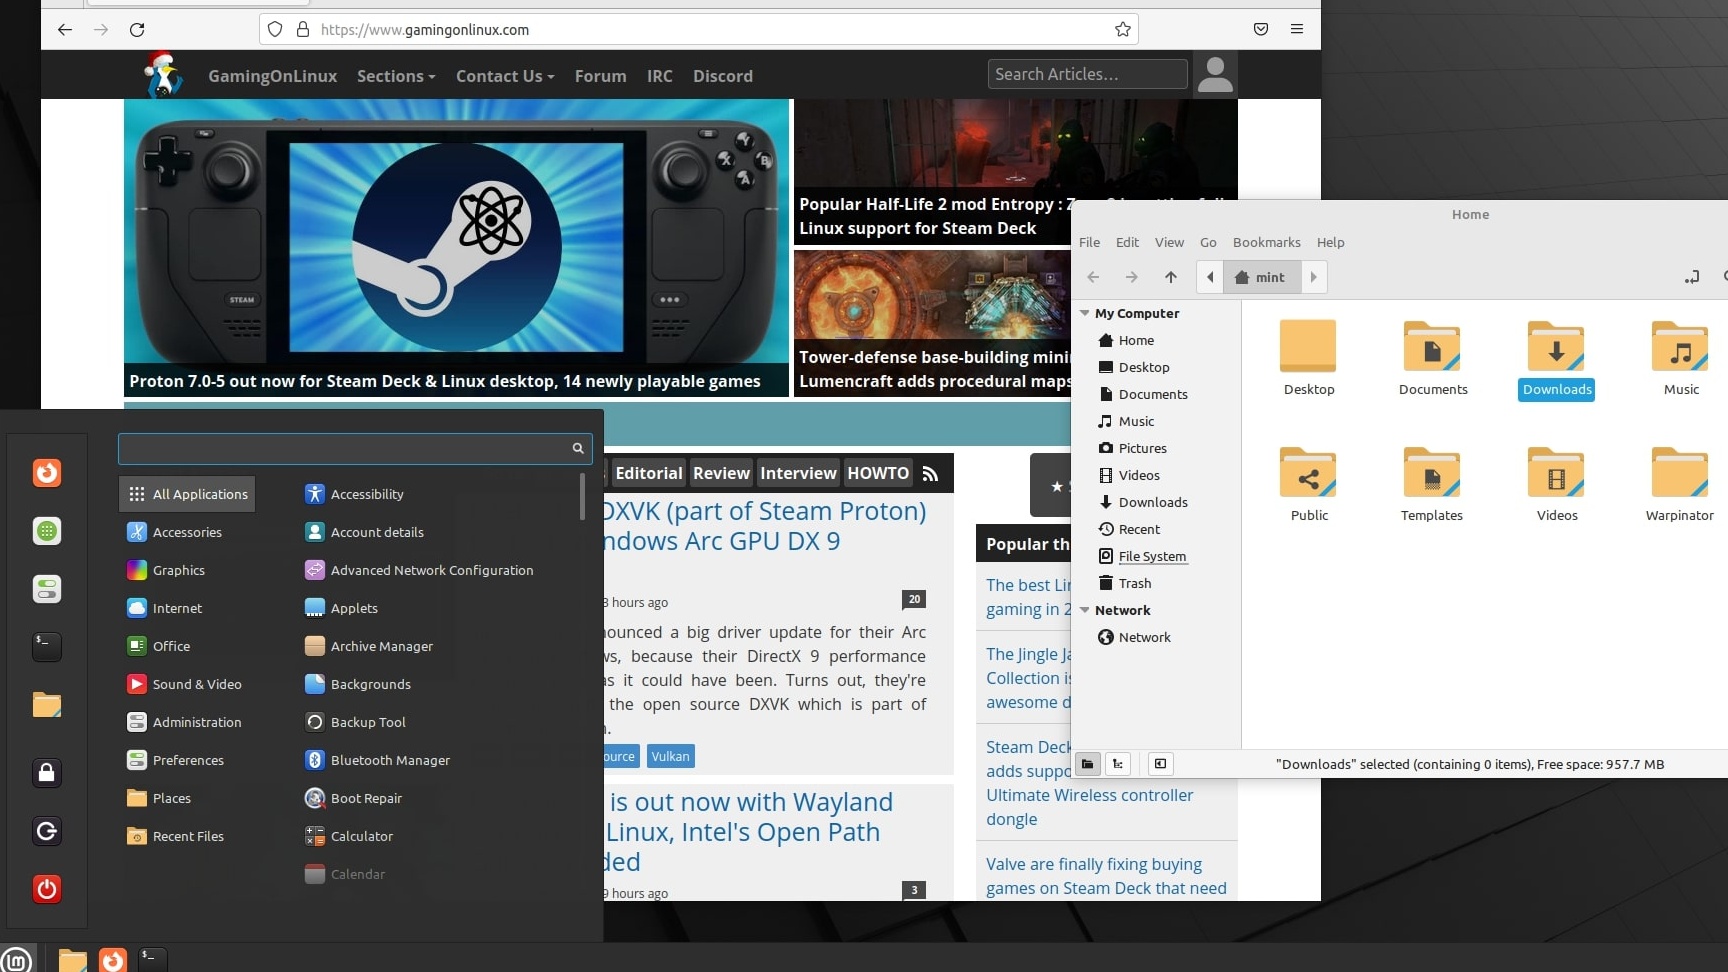 https://www.gamingonlinux.com
GamingOnLinux
Sections
Contact Us
Forum
IRC
Discord
Search Articles...
STEAM
Y
X
B
A
Proton 7.0-5 out now for Steam Deck & Linux desktop, 14 newly playable games
Popular Half-Life 2 mod Entropy :
Linux support for Steam Deck
Tower-defense base-building
Lumencraft adds procedural maps
Home
File
Edit
View
Go
Bookmarks
Help
mint
My Computer
Home
Desktop
Documents
Music
Pictures
Videos
Downloads
Recent
File System
Trash
Network
Network
Desktop
Documents
Downloads
Music
Public
Templates
Videos
Warpinator
"Downloads" selected (containing 0 items), Free space: 957.7 MB
All Applications
Accessories
Graphics
Internet
Office
Sound & Video
Administration
Preferences
Places
Recent Files
Accessibility
Account details
Advanced Network Configuration
Applets
Archive Manager
Backgrounds
Backup Tool
Bluetooth Manager
Boot Repair
Calculator
Calendar
Editorial
Review
Interview
HOWTO
DXVK (part of Steam Proton)
Arc GPU DX 9
3 hours ago
20
a big driver update for their Arc
because their DirectX 9 performance
it could have been. Turns out, they're
the open source DXVK which is part of
Vulkan
is out now with Wayland
Linux, Intel's Open Path
9 hours ago
3
Popular
The best
gaming in
The Jingle
Collection
awesome
Steam Deck
adds
Ultimate Wireless controller
dongle
Valve are finally fixing buying
games on Steam Deck that need
$_
$_
lm